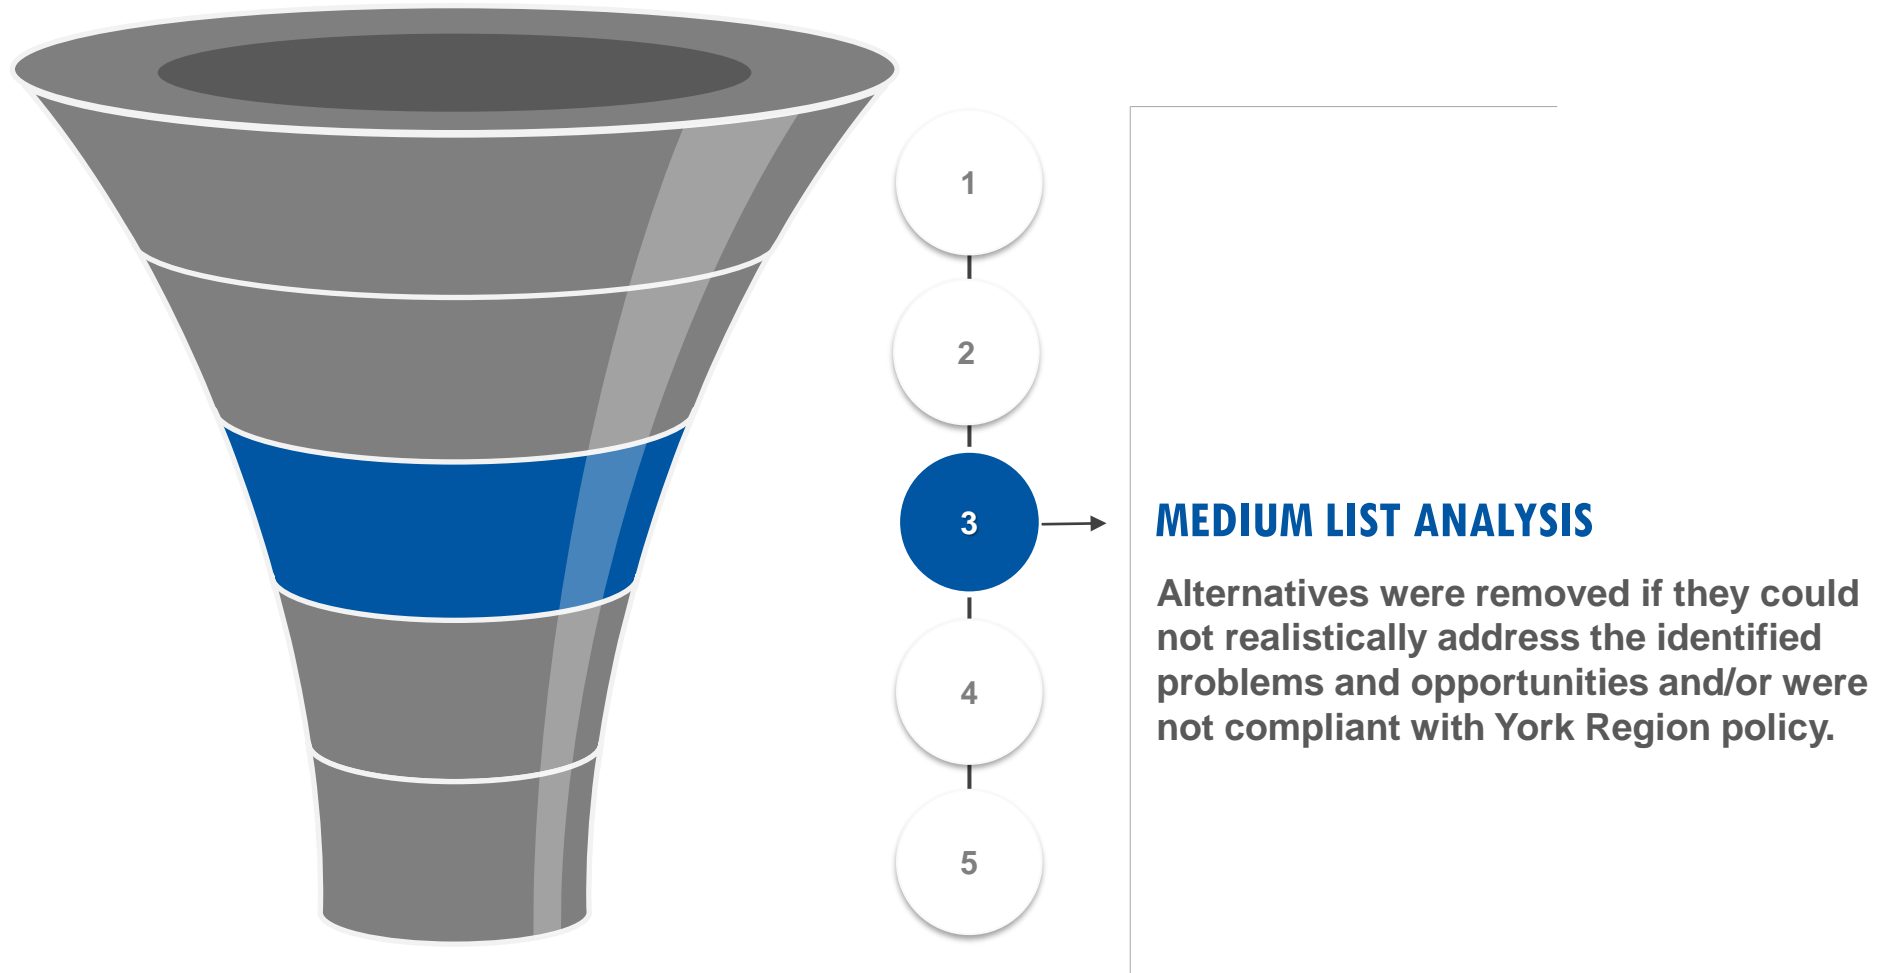 1
2
3
MEDIUM LIST ANALYSIS
Alternatives were removed if they could
not realistically address the identified
problems and opportunities and/or were
not compliant with York Region policy.
4
5